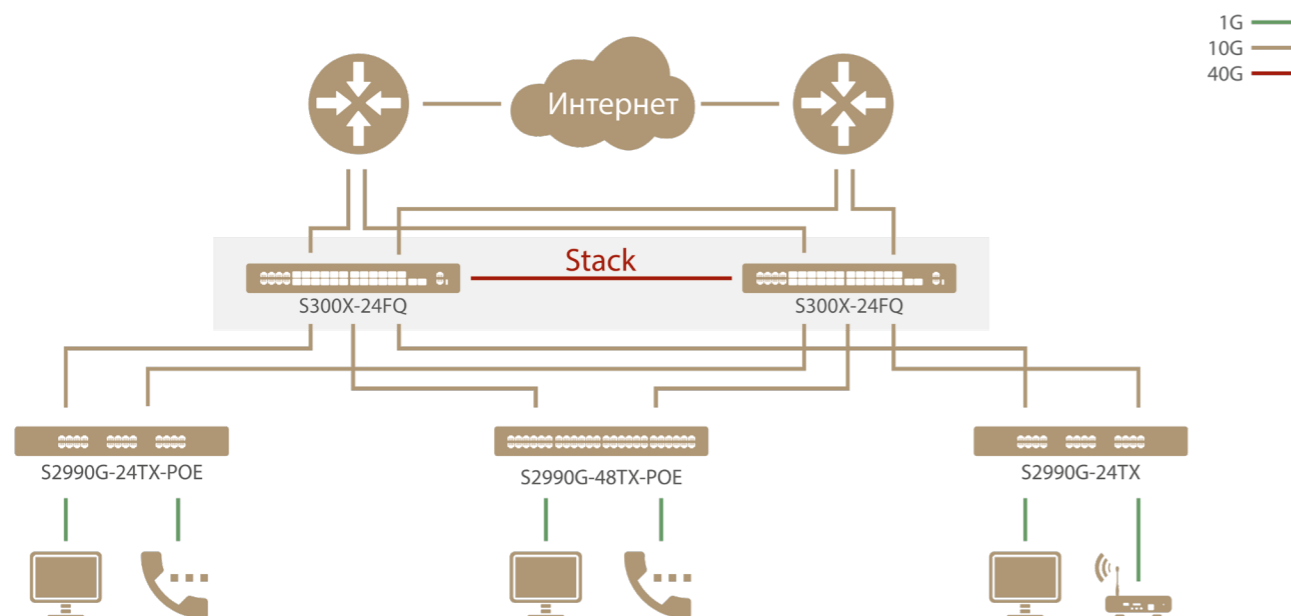 1G
10G
40G
Интернет
Stack
S300X-24FQ
S300X-24FQ
S2990G-24TX-POE
S2990G-48TX-POE
S2990G-24TX